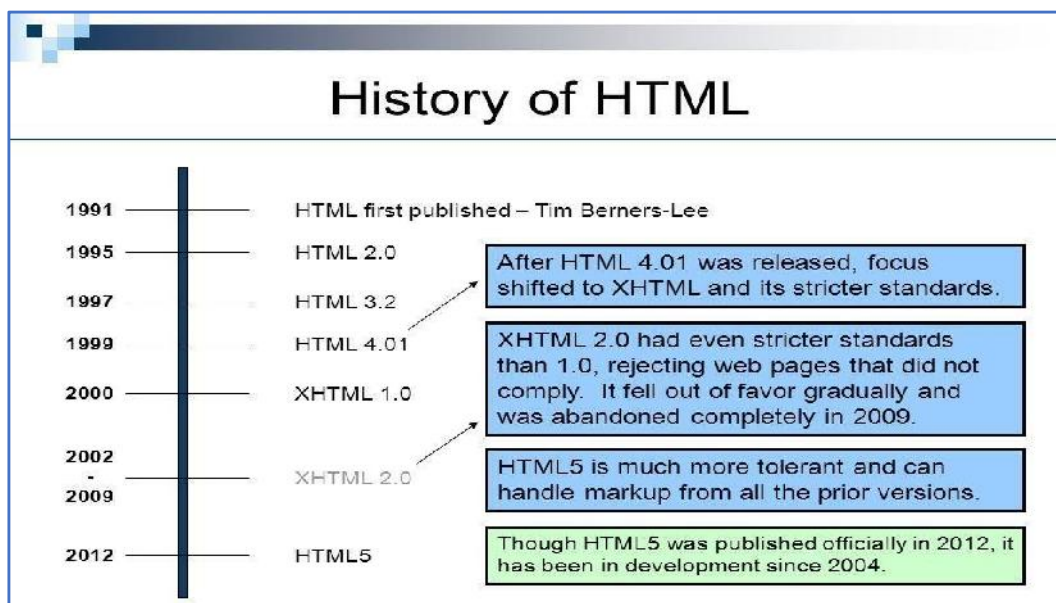 History of HTML
1991
HTML first published – Tim Berners-Lee
1995
HTML 2.0
1997
HTML 3.2
1999
HTML 4.01
After HTML 4.01 was released, focus
shifted to XHTML and its stricter standards.
2000
XHTML 1.0
XHTML 2.0 had even stricter standards
than 1.0, rejecting web pages that did not
comply. It fell out of favor gradually and
was abandoned completely in 2009.
2002
-
2009
XHTML 2.0
HTML5 is much more tolerant and can
handle markup from all the prior versions.
2012
HTML5
Though HTML5 was published officially in 2012, it
has been in development since 2004.